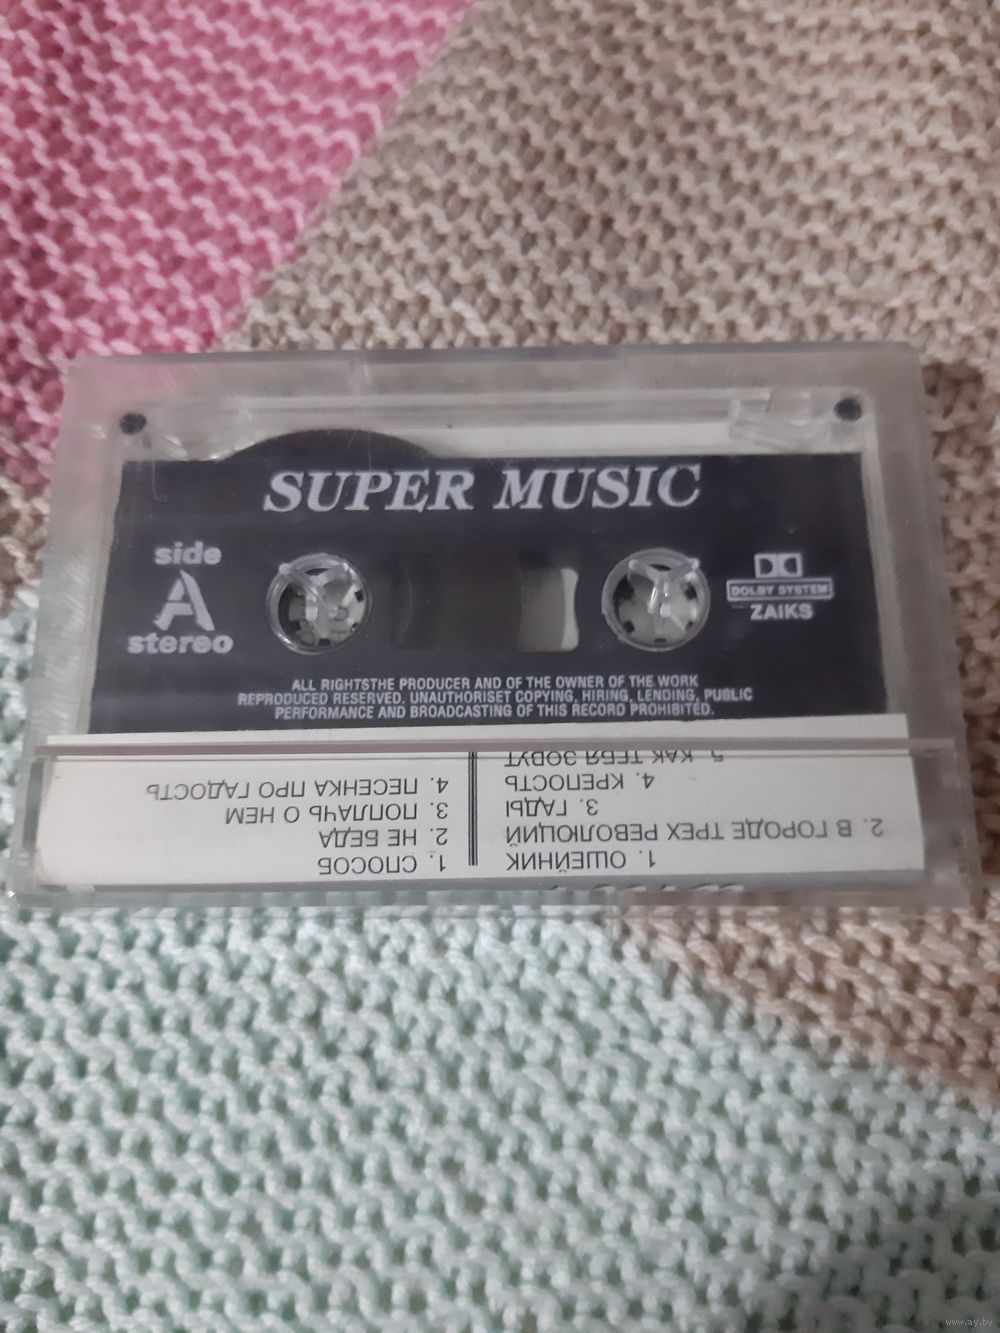 SUPER MUSIC
side
A
stereo
DOLBY SYSTEM
ZAIKS
ALL RIGHTSTHE PRODUCER AND OF THE OWNER OF THE WORK
REPRODUCED RESERVED. UNAUTHORISET COPYING, HIRING, LENDING, PUBLIC
PERFORMANCE AND BROADCASTING OF THIS RECORD PROHIBITED.
1. ОШЕЙНИК
2. В ГОРОДЕ ТРЕХ РЕВОЛЮЦИЙ
3. ГАДЫ
4. КРЕПОСТЬ
5. КАК ТЕБЯ ЗОВУТ
1. СПОСОБ
2. НЕ БЕДА
3. ПОПЛАЧЬ О НЕМ
4. ПЕСЕНКА ПРО ГАДОСТЬ
www.ay.by